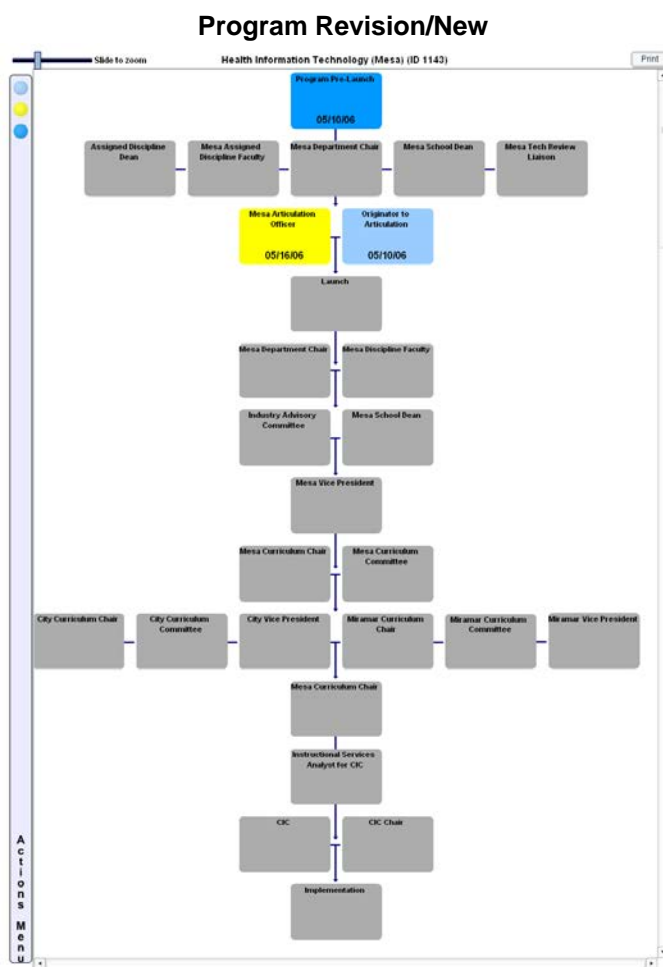 Program Revision/New
Slide to zoom
Health Information Technology (Mesa) (ID 1143)
Print
Program Pre-Launch
05/10/06
Assigned Discipline
Dean
Mesa Assigned
Discipline Faculty
Mesa Department Chair
Mesa School Dean
Mesa Tech Review
Liaison
Mesa Articulation
Officer
05/16/06
Originator to
Articulation
05/10/06
Launch
Mesa Department Chair
Mesa Discipline Faculty
Industry Advisory
Committee
Mesa School Dean
Mesa Vice President
Mesa Curriculum Chair
Mesa Curriculum
Committee
City Curriculum Chair
City Curriculum
Committee
City Vice President
Miramar Curriculum
Chair
Miramar Curriculum
Committee
Miramar Vice President
Mesa Curriculum Chair
Instructional Services
Analyst for CIC
CIC
CIC Chair
Implementation
Actions Menu